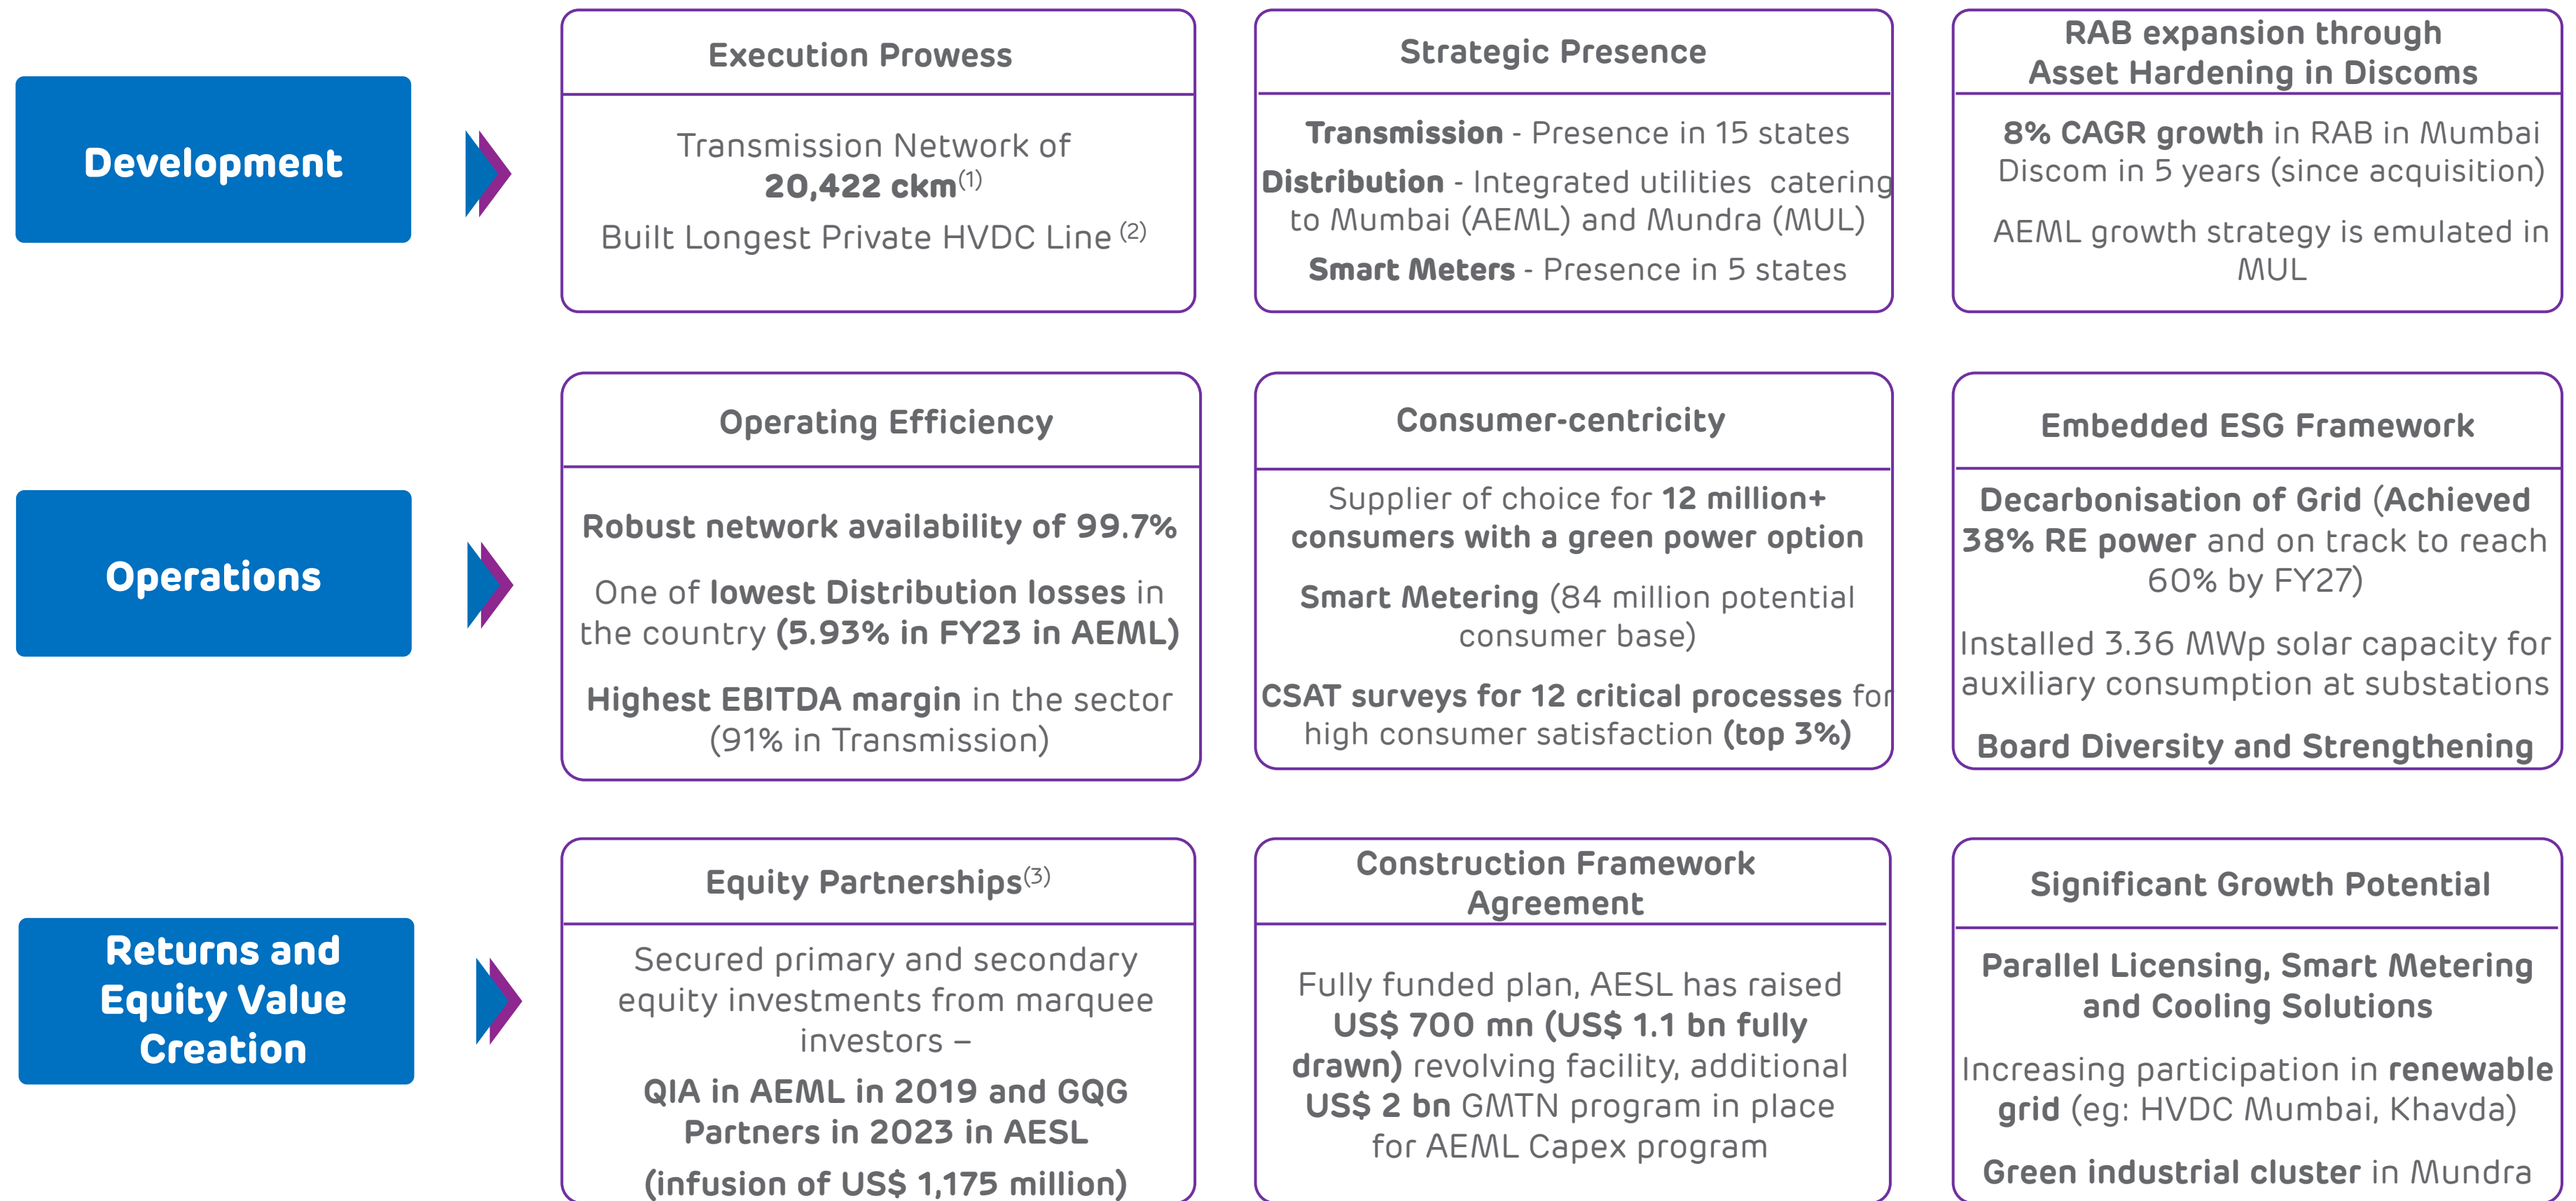 Development
Execution Prowess
Transmission Network of
20,422 ckm(1)
Built Longest Private HVDC Line (2)
Strategic Presence
Transmission - Presence in 15 states
Distribution - Integrated utilities catering
to Mumbai (AEML) and Mundra (MUL)
Smart Meters - Presence in 5 states
RAB expansion through
Asset Hardening in Discoms
8% CAGR growth in RAB in Mumbai
Discom in 5 years (since acquisition)
AEML growth strategy is emulated in
MUL
Operations
Operating Efficiency
Robust network availability of 99.7%
One of lowest Distribution losses in
the country (5.93% in FY23 in AEML)
Highest EBITDA margin in the sector
(91% in Transmission)
Consumer-centricity
Supplier of choice for 12 million+
consumers with a green power option
Smart Metering (84 million potential
consumer base)
CSAT surveys for 12 critical processes for
high consumer satisfaction (top 3%)
Embedded ESG Framework
Decarbonisation of Grid (Achieved
38% RE power and on track to reach
60% by FY27)
Installed 3.36 MWp solar capacity for
auxiliary consumption at substations
Board Diversity and Strengthening
Returns and
Equity Value
Creation
Equity Partnerships(3)
Secured primary and secondary
equity investments from marquee
investors –
QIA in AEML in 2019 and GQG
Partners in 2023 in AESL
(infusion of US$ 1,175 million)
Construction Framework
Agreement
Fully funded plan, AESL has raised
US$ 700 mn (US$ 1.1 bn fully
drawn) revolving facility, additional
US$ 2 bn GMTN program in place
for AEML Capex program
Significant Growth Potential
Parallel Licensing, Smart Metering
and Cooling Solutions
Increasing participation in renewable
grid (eg: HVDC Mumbai, Khavda)
Green industrial cluster in Mundra